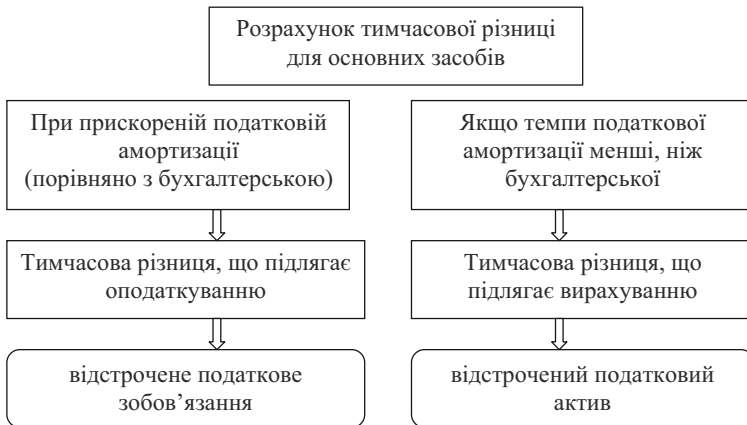 Розрахунок тимчасової різниці
для основних засобів
При прискореній податковій
амортизації
(порівняно з бухгалтерською)
Якщо темпи податкової
амортизації менші, ніж
бухгалтерської
Тимчасова різниця, що підлягає
оподаткуванню
Тимчасова різниця, що
підлягає вирахуванню
відстрочене податкове
зобов’язання
відстрочений податковий
актив